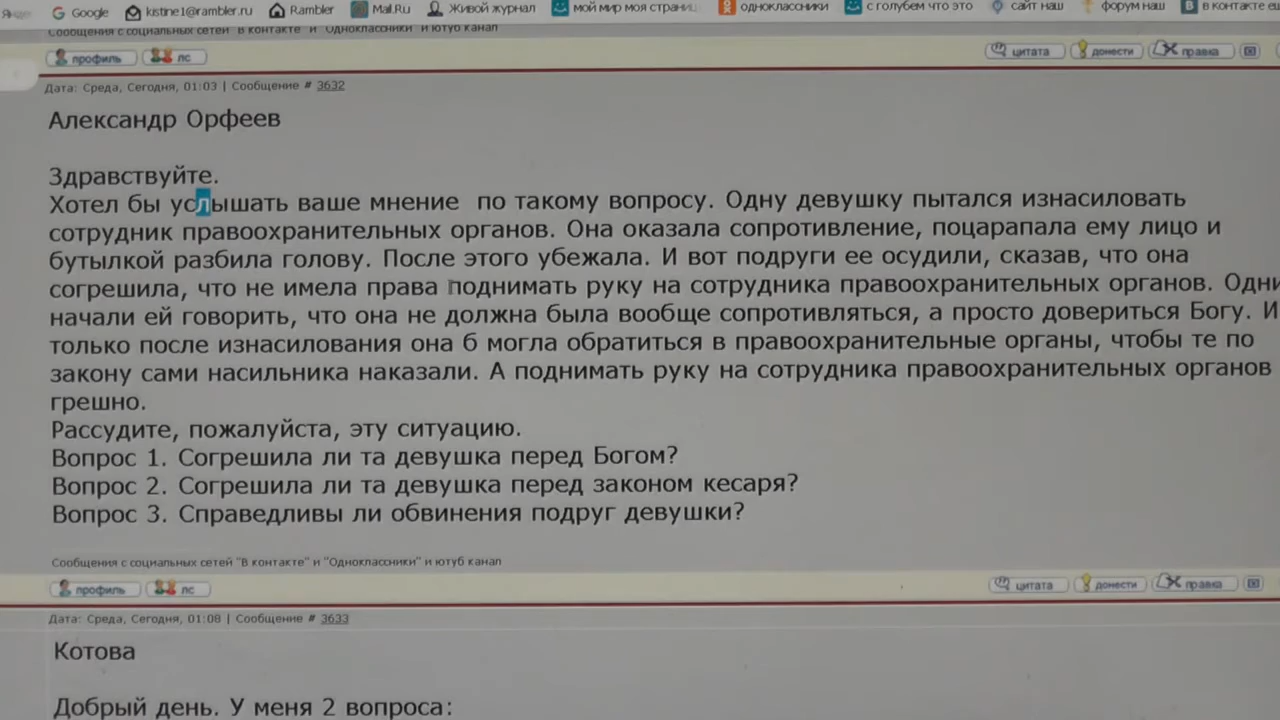 Google kistine1@rambler.ru Rambler Mail.Ru Живой журнал мой мир моя страниц одноклассники с голубем что это сайт наш форум наш в контакте ещ
Сообщения с социальных сетей "В контакте" и "Одноклассники" и ютуб канал
профиль лс цитата донести правка
Дата: Среда, Сегодня, 01:03 | Сообщение # 3632
Александр Орфеев
Здравствуйте.
Хотел бы услышать ваше мнение по такому вопросу. Одну девушку пытался изнасиловать
сотрудник правоохранительных органов. Она оказала сопротивление, поцарапала ему лицо и
бутылкой разбила голову. После этого убежала. И вот подруги ее осудили, сказав, что она
согрешила, что не имела права поднимать руку на сотрудника правоохранительных органов. Одни
начали ей говорить, что она не должна была вообще сопротивляться, а просто довериться Богу. И
только после изнасилования она б могла обратиться в правоохранительные органы, чтобы те по
закону сами насильника наказали. А поднимать руку на сотрудника правоохранительных органов
грешно.
Рассудите, пожалуйста, эту ситуацию.
Вопрос 1. Согрешила ли та девушка перед Богом?
Вопрос 2. Согрешила ли та девушка перед законом кесаря?
Вопрос 3. Справедливы ли обвинения подруг девушки?
Сообщения с социальных сетей "В контакте" и "Одноклассники" и ютуб канал
профиль лс цитата донести правка
Дата: Среда, Сегодня, 01:08 | Сообщение # 3633
Котова
Добрый день. У меня 2 вопроса: